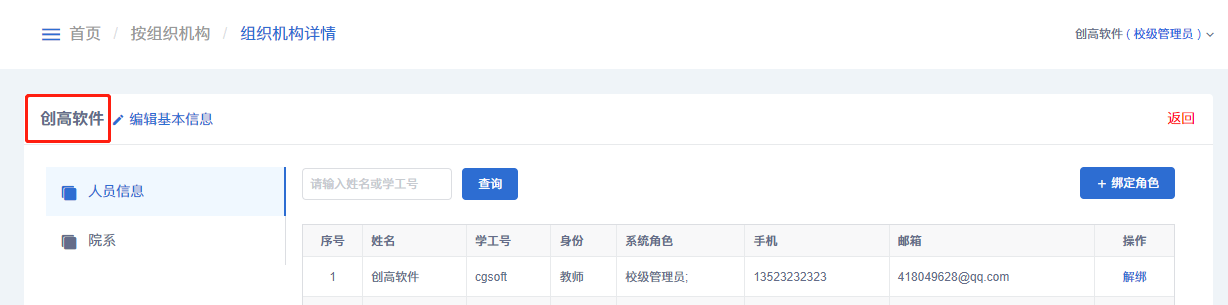 首页 / 按组织机构 / 组织机构详情
创高软件 ( 校级管理员 )
创高软件 编辑基本信息
返回
人员信息
院系
请输入姓名或学工号 查询
+ 绑定角色
序号 姓名 学工号 身份 系统角色 手机 邮箱 操作
1 创高软件 cgsoft 教师 校级管理员; 13523232323 418049628@qq.com 解绑